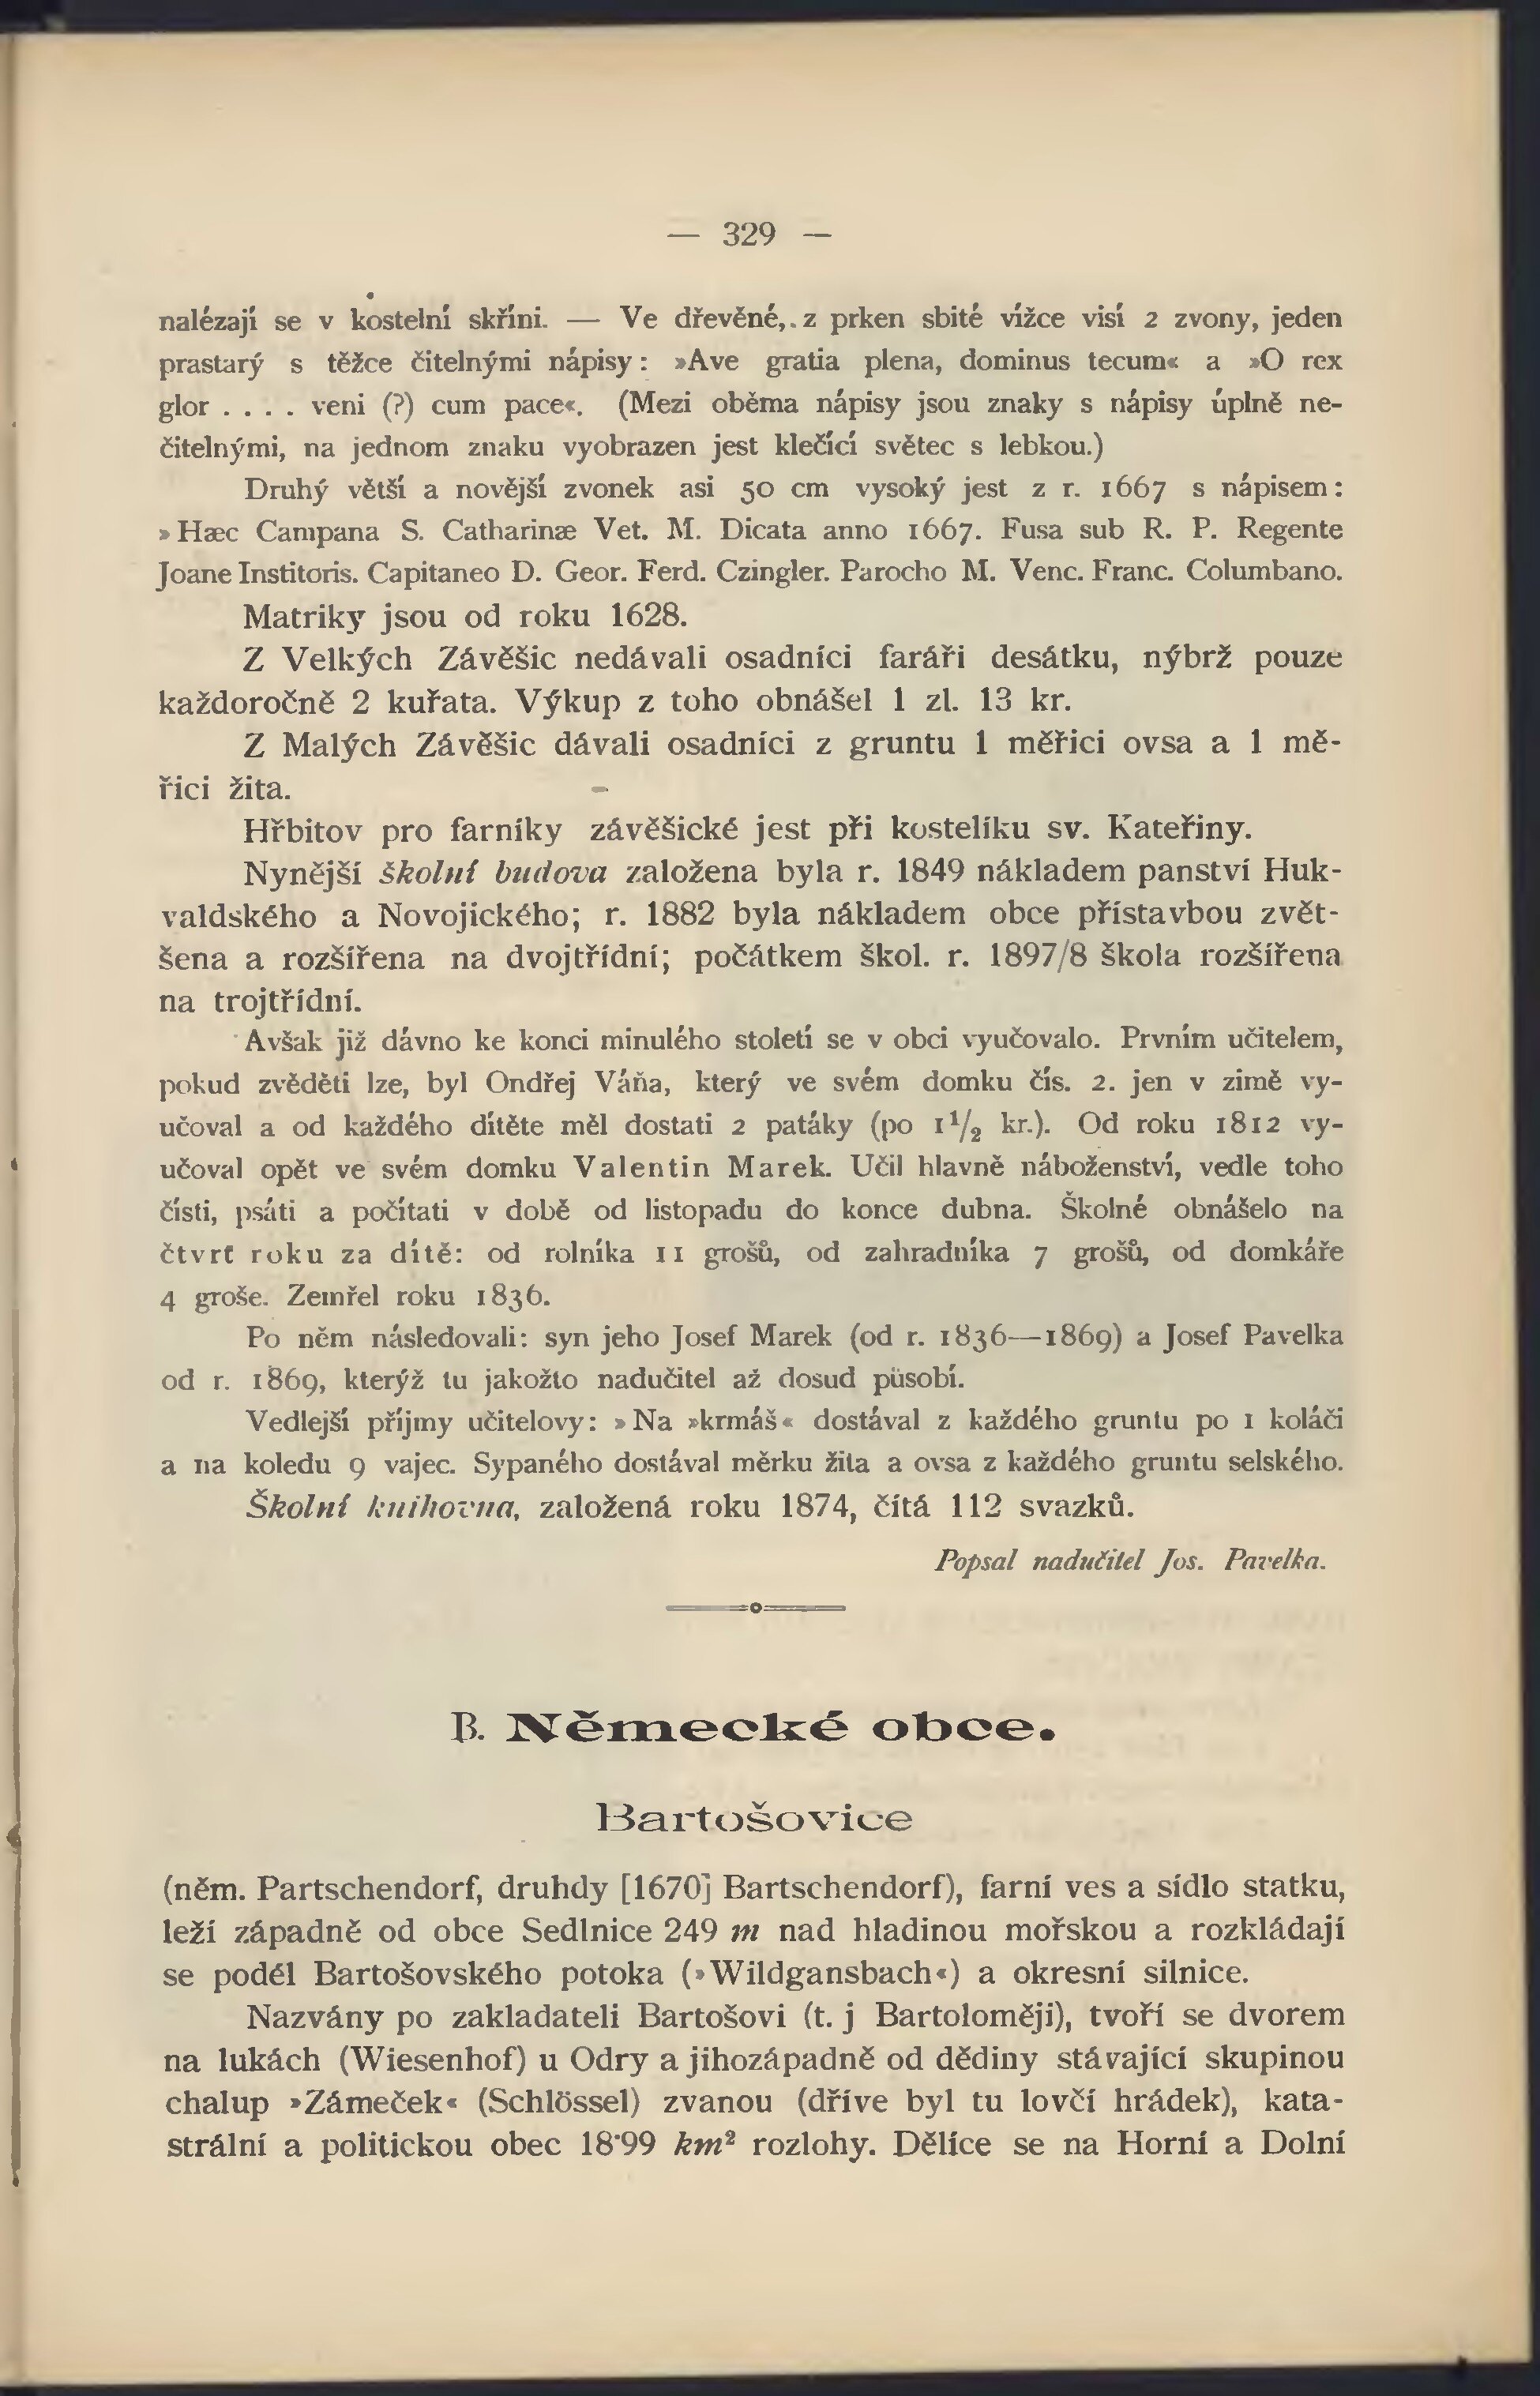 — 329 —
nalézají se v kostelní skříni. — Ve dřevěné,. z prken sbité vížce visí 2 zvony, jeden
prastarý s těžce čitelnými nápisy: »Ave gratia plena, dominus tecum« a »O rex
glor . . . . veni (?) cum pace«. (Mezi oběma nápisy jsou znaky s nápisy úplně ne-
čitelnými, na jednom znaku vyobrazen jest klečící světec s lebkou.)
Druhý větší a novější zvonek asi 50 cm vysoký jest z r. 1667 s nápisem:
»Hæc Campana S. Catharinæ Vet. M. Dicata anno 1667. Fusa sub R. P. Regente
Joane Institoris. Capitaneo D. Geor. Ferd. Czingler. Parocho M. Venc. Franc. Columbano.
Matriky jsou od roku 1628.
Z Velkých Závěšic nedávali osadníci faráři desátku, nýbrž pouze
každoročně 2 kuřata. Výkup z toho obnášel 1 zl. 13 kr.
Z Malých Závěšic dávali osadníci z gruntu 1 měřici ovsa a 1 mě-
řici žita.
Hřbitov pro farníky závěšické jest při kostelíku sv. Kateřiny.
Nynější školní budova založena byla r. 1849 nákladem panství Huk-
valdského a Novojického; r. 1882 byla nákladem obce přístavbou zvět-
šena a rozšířena na dvojtřídní; počátkem škol. r. 1897/8 škola rozšířena
na trojtřídní.
Avšak již dávno ke konci minulého století se v obci vyučovalo. Prvním učitelem,
pokud zvěděti lze, byl Ondřej Váňa, který ve svém domku čís. 2. jen v zimě vy-
učoval a od každého dítěte měl dostati 2 patáky (po 1½ kr.). Od roku 1812 vy-
učoval opět ve svém domku Valentin Marek. Učil hlavně náboženství, vedle toho
čísti, psáti a počítati v době od listopadu do konce dubna. Školné obnášelo na
čtvrt roku za dítě: od rolníka 11 grošů, od zahradníka 7 grošů, od domkáře
4 groše. Zemřel roku 1836.
Po něm následovali: syn jeho Josef Marek (od r. 1836—1869) a Josef Pavelka
od r. 1869, kterýž tu jakožto nadučitel až dosud působí.
Vedlejší příjmy učitelovy: »Na »krmáš« dostával z každého gruntu po 1 koláči
a na koledu 9 vajec. Sypaného dostával měrku žita a ovsa z každého gruntu selského.
Školní knihovna, založená roku 1874, čítá 112 svazků.
Popsal nadučitel Jos. Pavelka.
B. Německé obce.
Bartošovice
(něm. Partschendorf, druhdy [1670] Bartschendorf), farní ves a sídlo statku,
leží západně od obce Sedlnice 249 m nad hladinou mořskou a rozkládají
se podél Bartošovského potoka (»Wildgansbach«) a okresní silnice.
Nazvány po zakladateli Bartošovi (t. j Bartoloměji), tvoří se dvorem
na lukách (Wiesenhof) u Odry a jihozápadně od dědiny stávající skupinou
chalup »Zámeček« (Schlössel) zvanou (dříve byl tu lovčí hrádek), kata-
strální a politickou obec 18·99 km² rozlohy. Dělíce se na Horní a Dolní